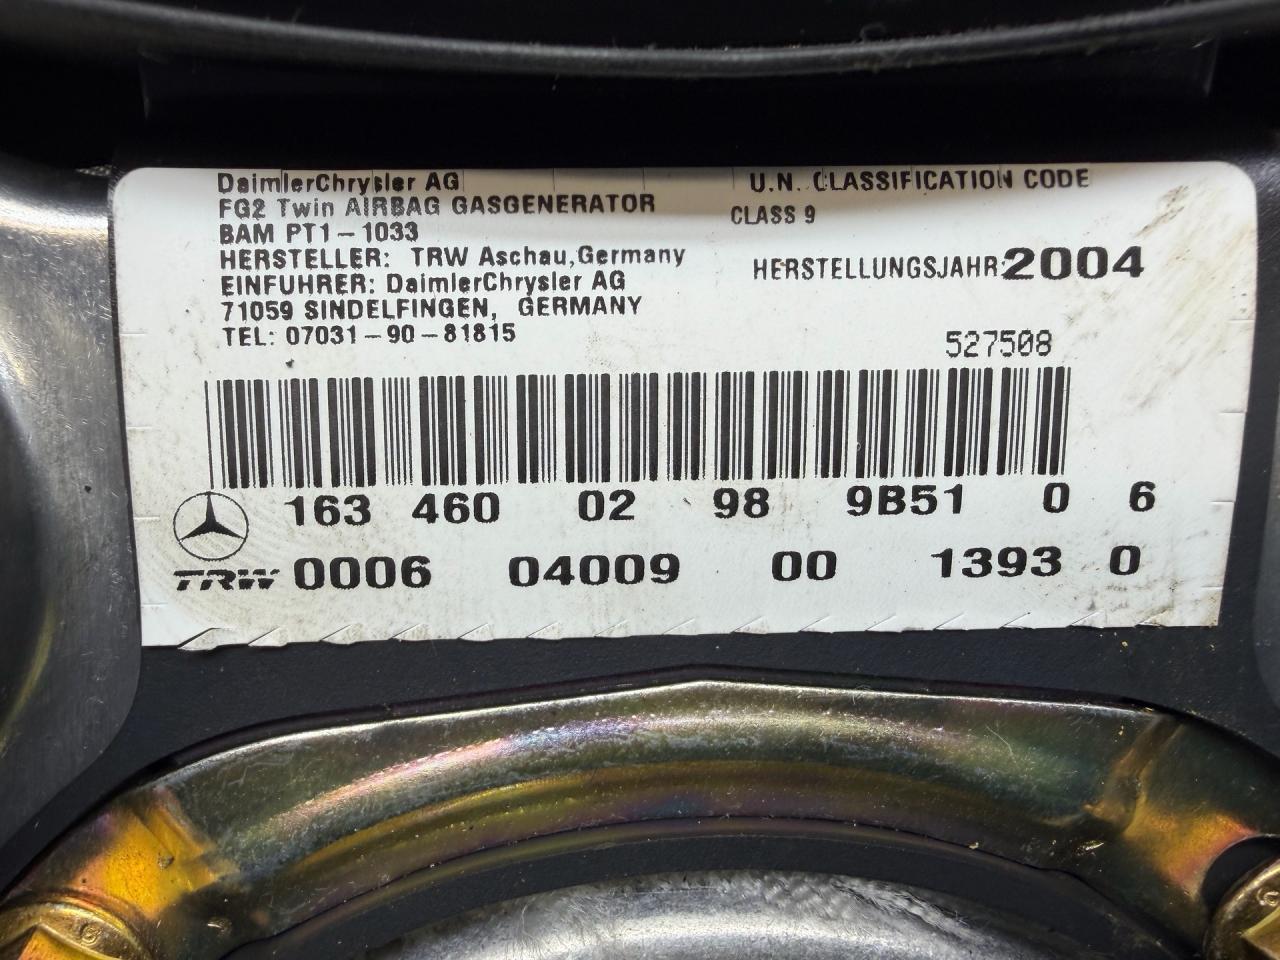 DaimlerChrysler AG
FG2 Twin AIRBAG GASGENERATOR
BAM PT1-1033
HERSTELLER: TRW Aschau,Germany
EINFUHRER: DaimlerChrysler AG
71059 SINDELFINGEN, GERMANY
TEL: 07031-90-81815
U.N. CLASSIFICATION CODE
CLASS 9
HERSTELLUNGSJAHR:2004
527508
163 460 02 98 9B51 0 6
TRW 0006 04009 00 1393 0